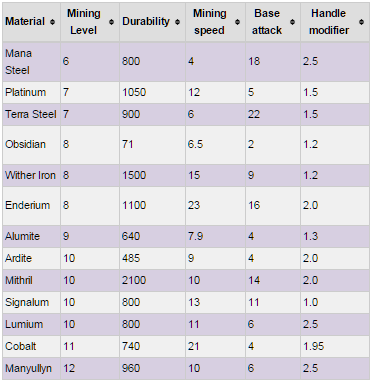 Material Mining Level Durability Mining speed Base attack Handle modifier
Mana Steel 6 800 4 18 2.5
Platinum 7 1050 12 5 1.5
Terra Steel 7 900 6 22 1.5
Obsidian 8 71 6.5 2 1.2
Wither Iron 8 1500 15 9 1.2
Enderium 8 1100 23 16 2.0
Alumite 9 640 7.9 4 1.3
Ardite 10 485 9 4 2.0
Mithril 10 2100 10 14 2.0
Signalum 10 800 13 11 1.0
Lumium 10 800 11 6 2.5
Cobalt 11 740 21 4 1.95
Manyullyn 12 960 10 6 2.5